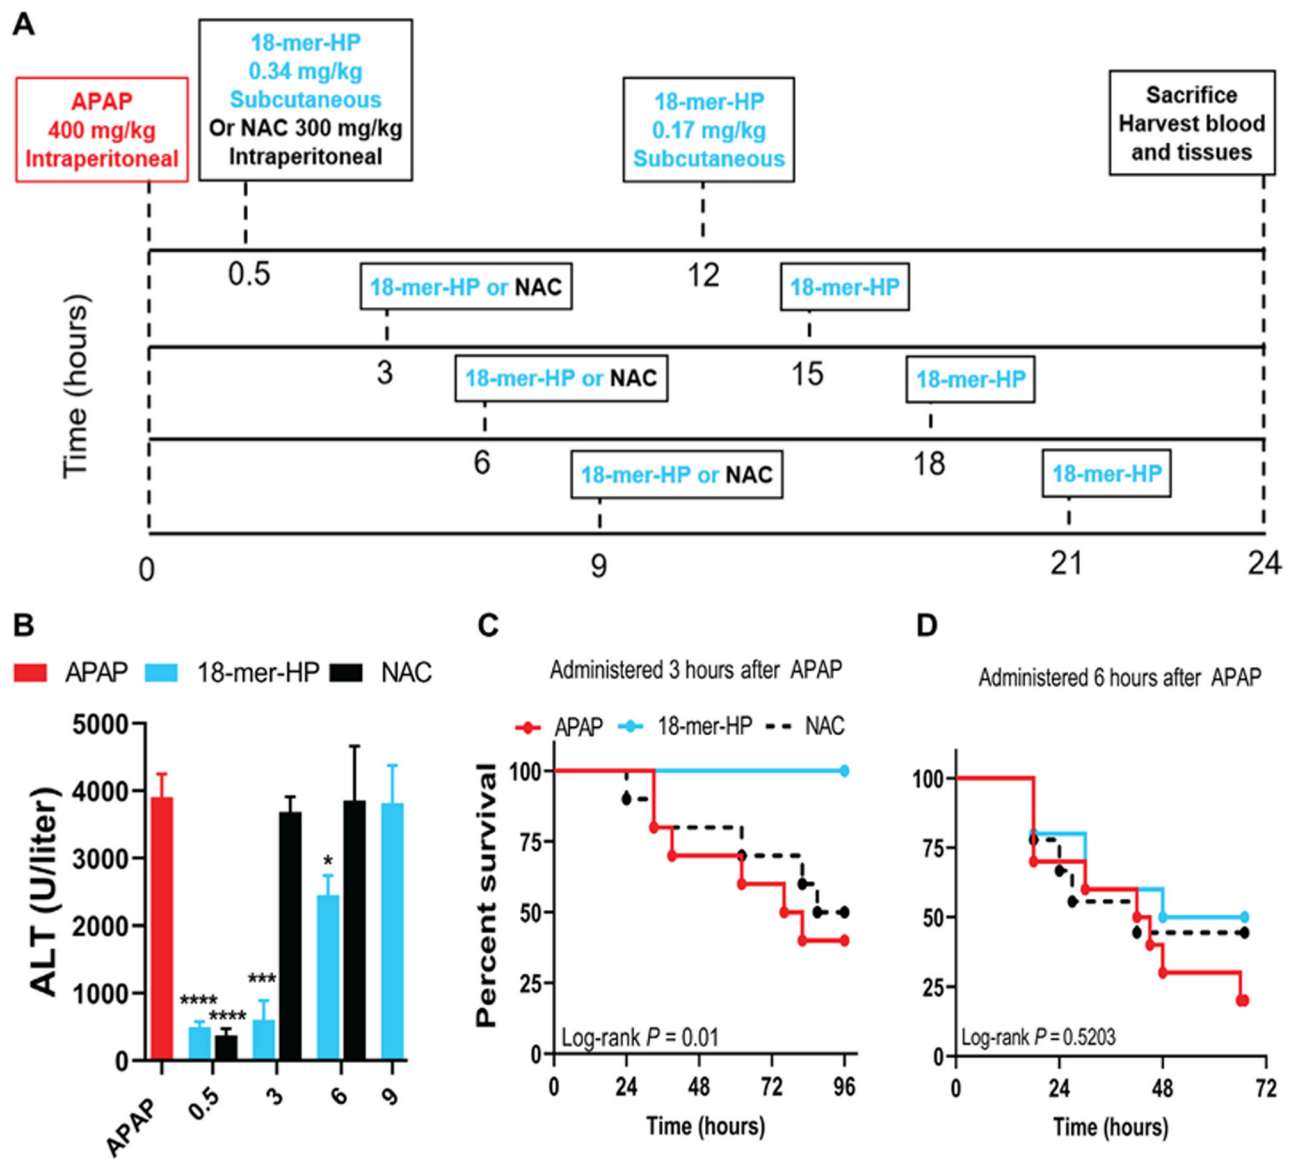 A
APAP
400 mg/kg
Intraperitoneal
18-mer-HP
0.34 mg/kg
Subcutaneous
Or NAC 300 mg/kg
Intraperitoneal
18-mer-HP
0.17 mg/kg
Subcutaneous
Sacrifice
Harvest blood
and tissues
0.5
12
18-mer-HP or NAC
18-mer-HP
3
15
18-mer-HP or NAC
18-mer-HP
6
18
18-mer-HP or NAC
18-mer-HP
0
9
21
24
Time (hours)
B
APAP 18-mer-HP NAC
ALT (U/liter)
5000
4000
3000
2000
1000
0
****
****
***
*
APAP 0.5 3 6 9
C
Administered 3 hours after APAP
APAP 18-mer-HP NAC
Percent survival
100
75
50
25
0
Log-rank P = 0.01
0 24 48 72 96
Time (hours)
D
Administered 6 hours after APAP
100
75
50
25
0
Log-rank P = 0.5203
0 24 48 72
Time (hours)